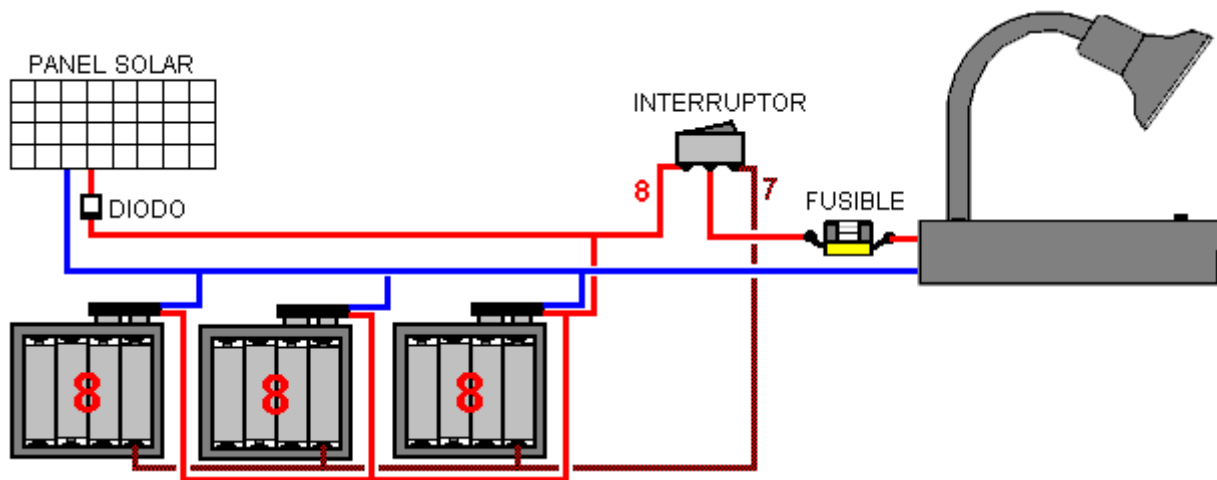 PANEL SOLAR
INTERRUPTOR
8
7
DIODO
FUSIBLE
8
8
8